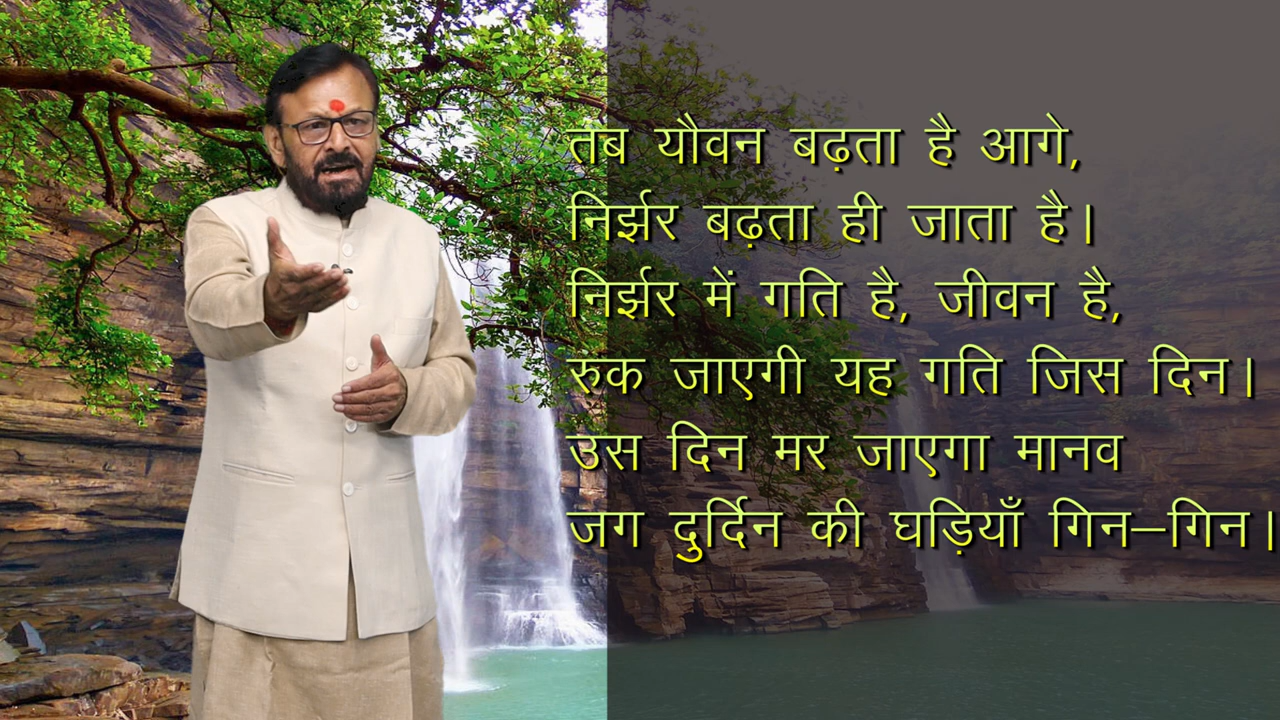 तब यौवन बढ़ता है आगे,
निर्झर बढ़ता ही जाता है।
निर्झर में गति है, जीवन है,
रुक जाएगी यह गति जिस दिन।
उस दिन मर जाएगा मानव
जग दुर्दिन की घड़ियाँ गिन–गिन।